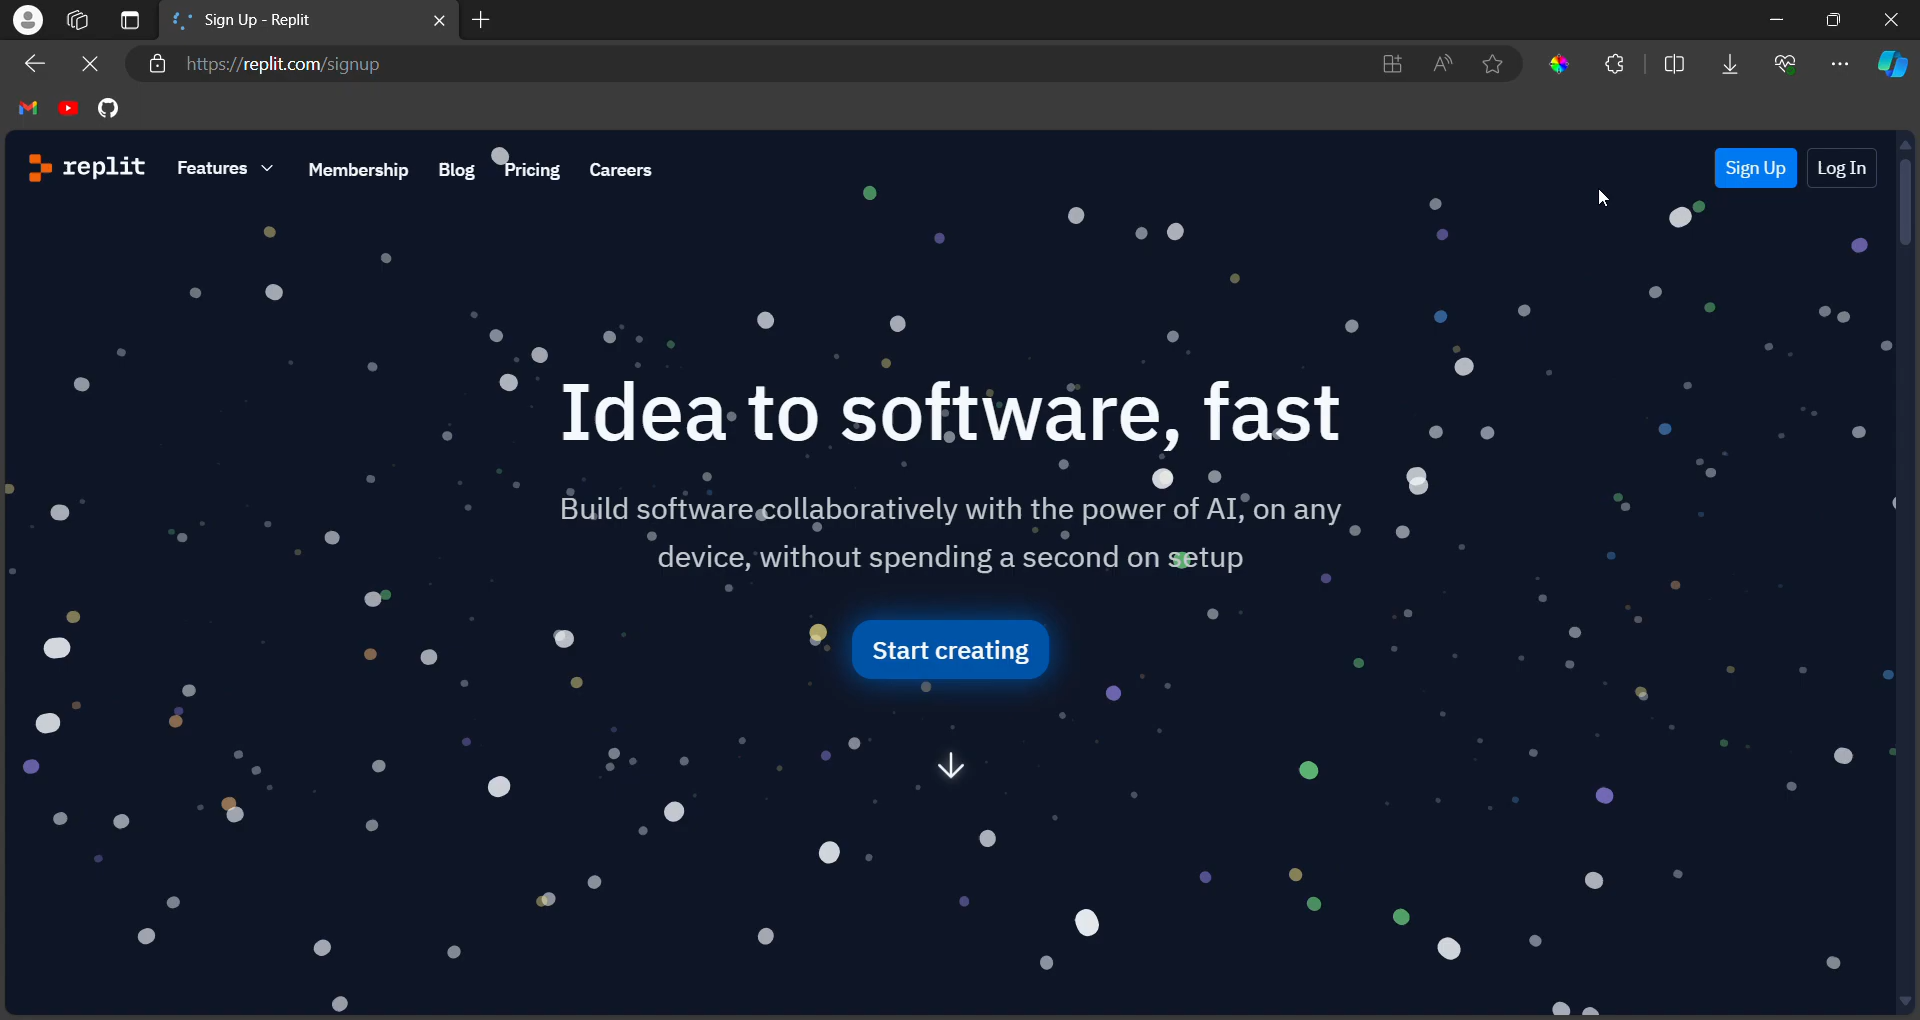 Sign Up - Replit
https://replit.com/signup
replit
Features
Membership
Blog
Pricing
Careers
Sign Up
Log In
Idea to software, fast
Build software collaboratively with the power of AI, on any
device, without spending a second on setup
Start creating